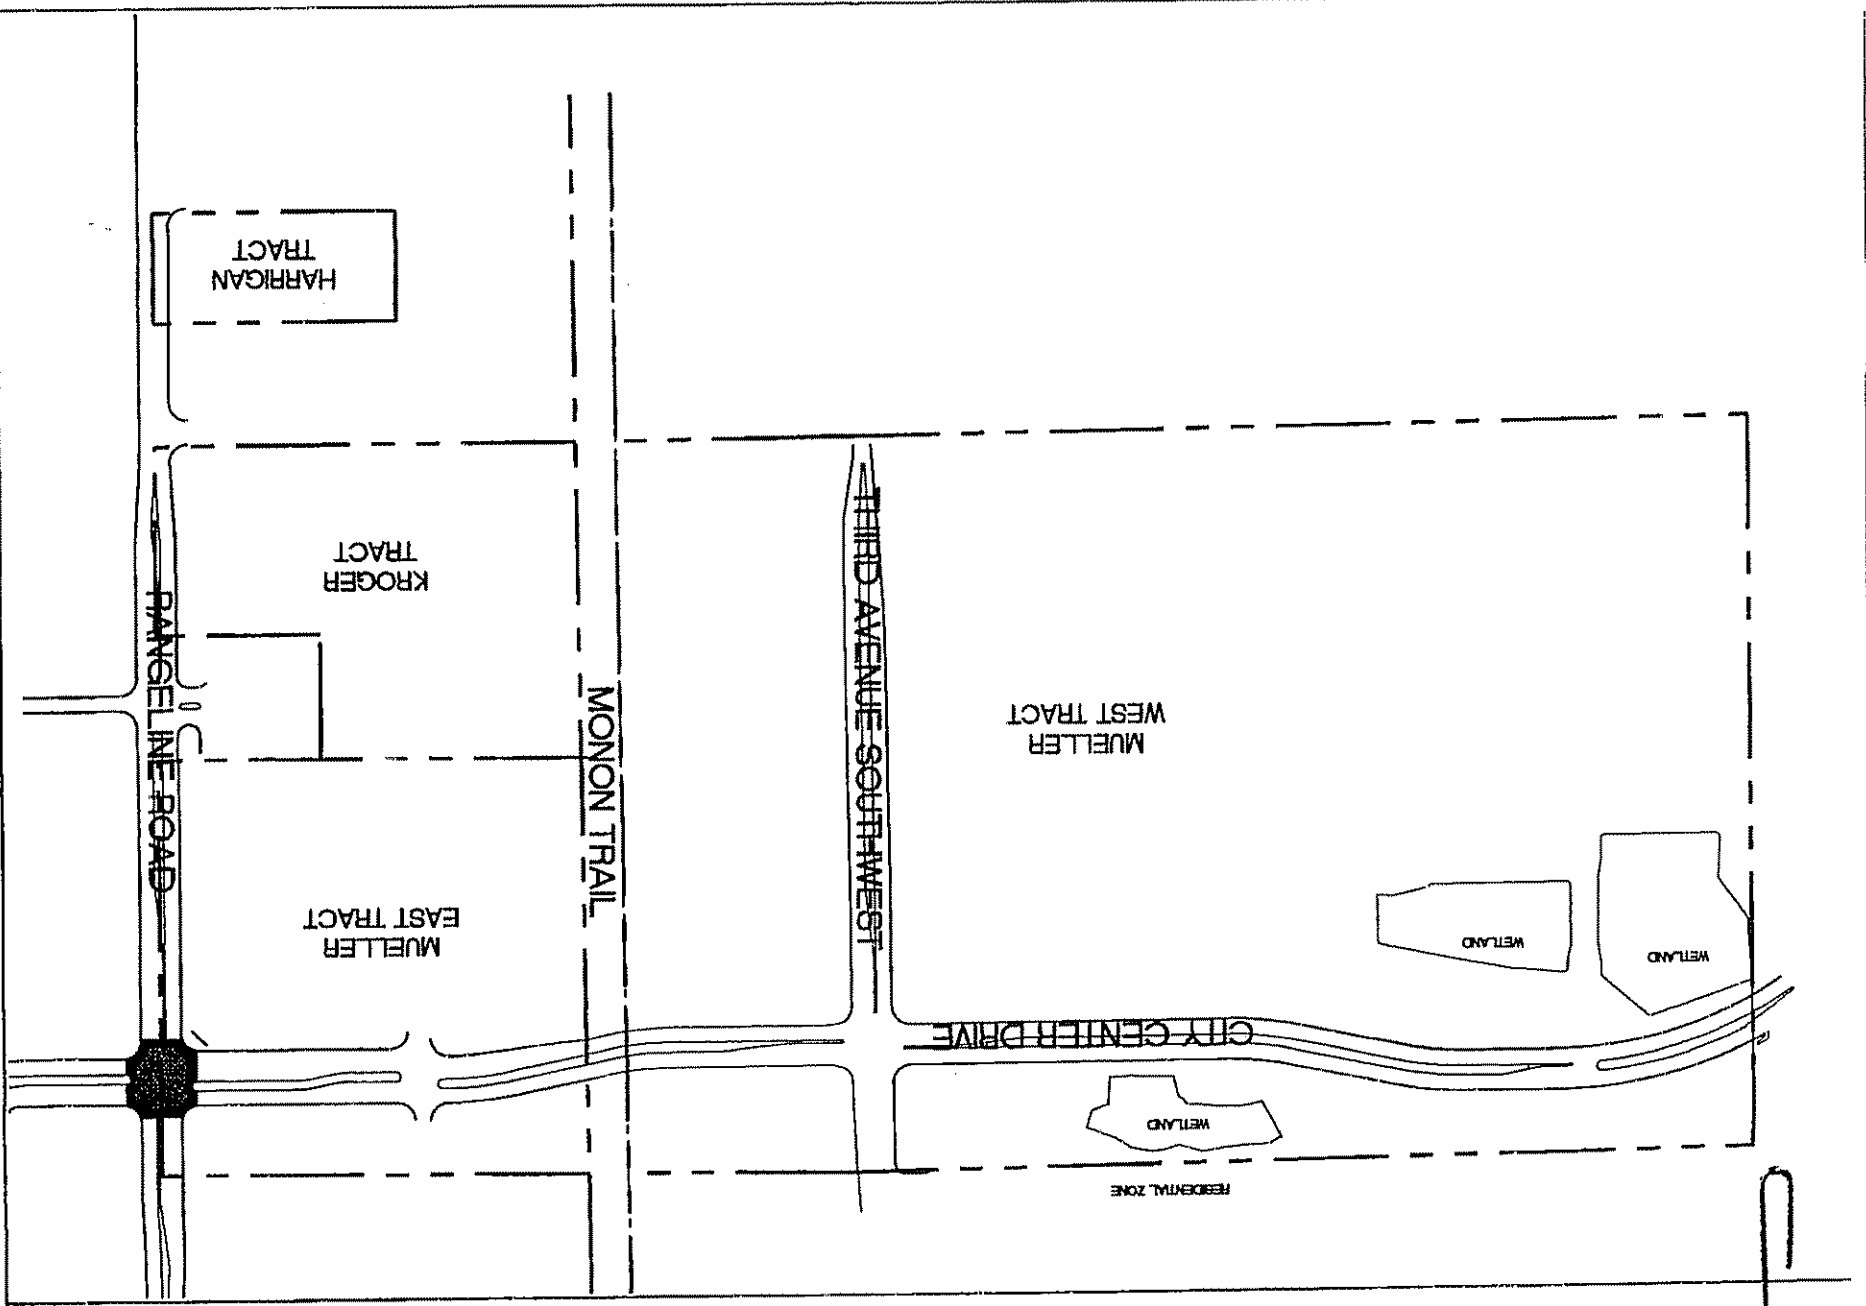 RESIDENTIAL ZONE
WETLAND
CITY CENTER DRIVE
WETLAND
WETLAND
MUELLER
EAST TRACT
MUELLER
WEST TRACT
MONON TRAIL
THIRD AVENUE SOUTHWEST
RANGELINE ROAD
KROGER
TRACT
HARRIGAN
TRACT